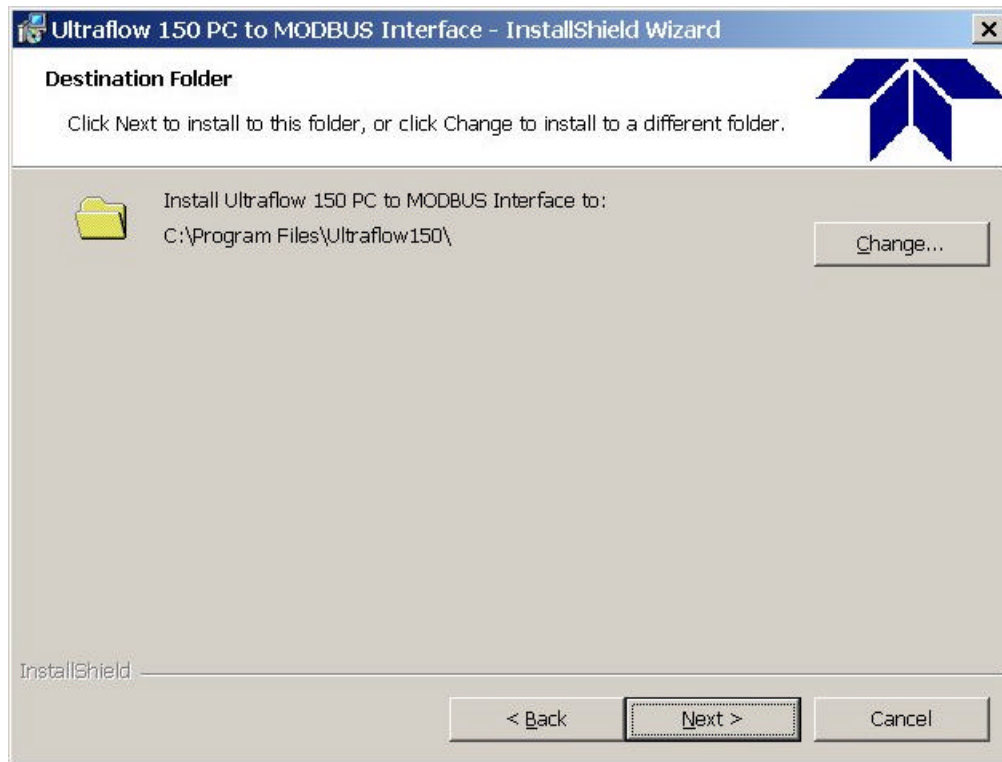 Ultraflow 150 PC to MODBUS Interface - InstallShield Wizard
Destination Folder
Click Next to install to this folder, or click Change to install to a different folder.
Install Ultraflow 150 PC to MODBUS Interface to:
C:\Program Files\Ultraflow150\
Change...
InstallShield
< Back
Next >
Cancel